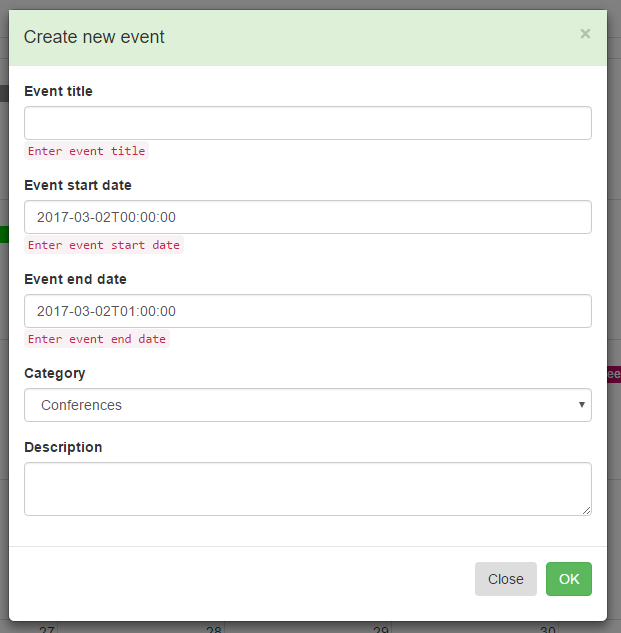 Create new event ×
Event title
Enter event title
Event start date
2017-03-02T00:00:00
Enter event start date
Event end date
2017-03-02T01:00:00
Enter event end date
Category
Conferences
Description
Close OK
27 28 29 30